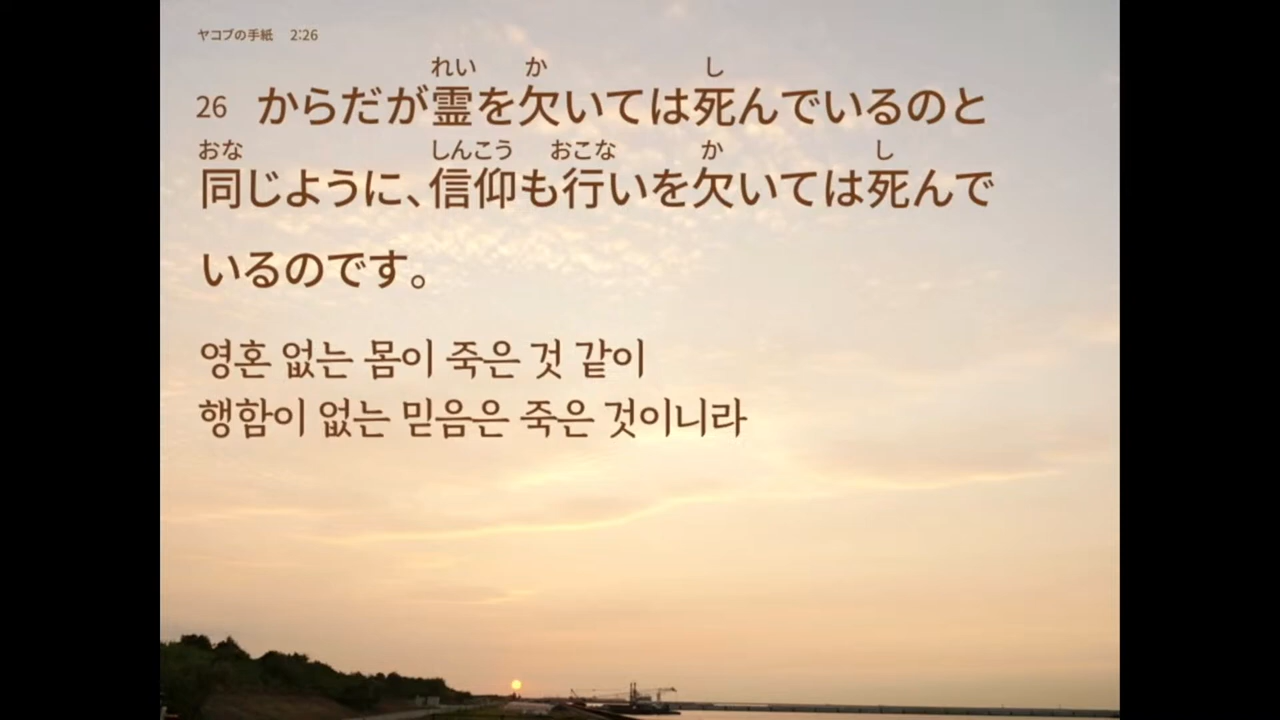 ヤコブの手紙 2:26
れい か し
26 からだが霊を欠いては死んでいるのと
おな しんこう おこな か し
同じように、信仰も行いを欠いては死んで
いるのです。
영혼 없는 몸이 죽은 것 같이
행함이 없는 믿음은 죽은 것이니라